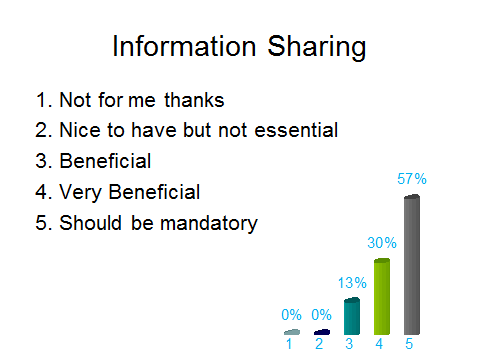 Information Sharing
1. Not for me thanks
2. Nice to have but not essential
3. Beneficial
4. Very Beneficial
5. Should be mandatory
57%
30%
13%
0% 0%
1 2 3 4 5